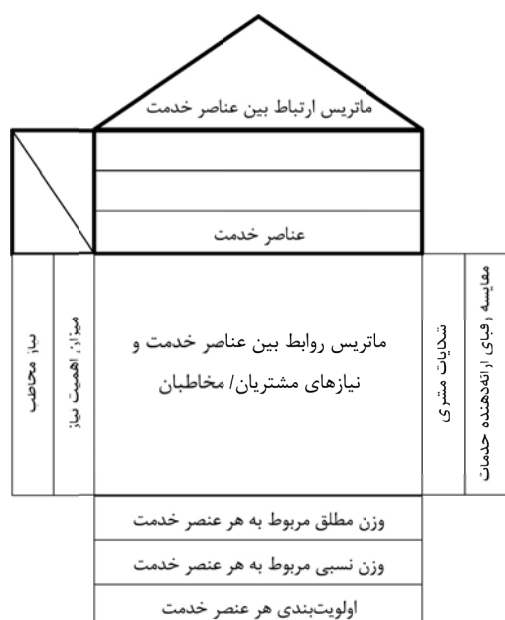 ماتریس ارتباط بین عناصر خدمت
عناصر خدمت
مقایسه رقبای ارائه‌دهنده خدمات
شکایات مشتری
ماتریس روابط بین عناصر خدمت و
نیازهای مشتریان/ مخاطبان
میزان اهمیت نیاز
نیاز مخاطب
وزن مطلق مربوط به هر عنصر خدمت
وزن نسبی مربوط به هر عنصر خدمت
اولویت‌بندی هر عنصر خدمت